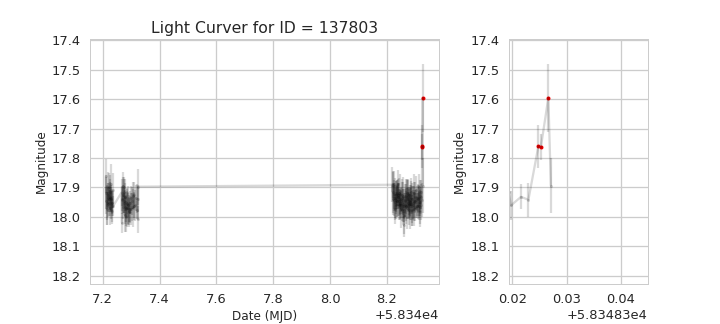 Light Curver for ID = 137803
17.4
17.5
17.6
17.7
17.8
17.9
18.0
18.1
18.2
Magnitude
7.2 7.4 7.6 7.8 8.0 8.2
Date (MJD) +5.834e4
17.4
17.5
17.6
17.7
17.8
17.9
18.0
18.1
18.2
Magnitude
0.02 0.03 0.04
+5.83483e4